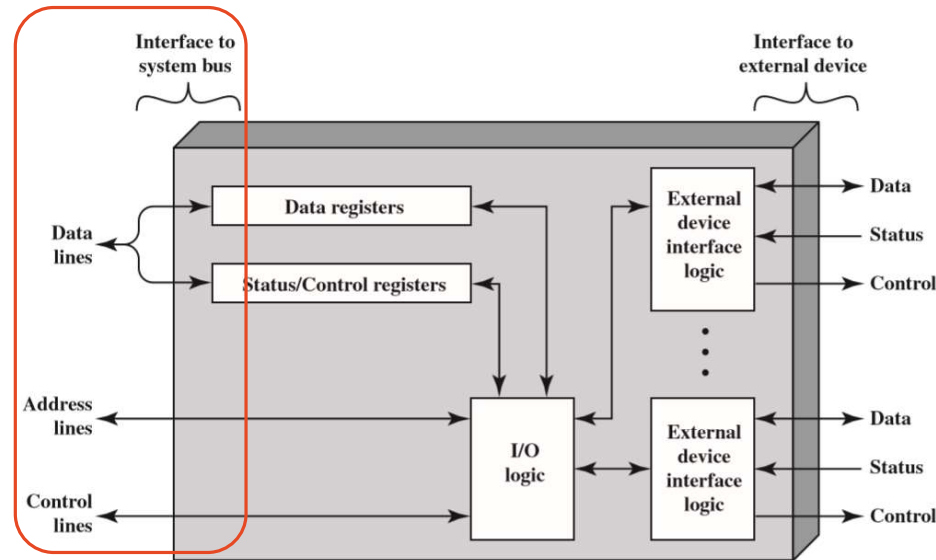 Interface to
system bus
Interface to
external device
Data registers
Status/Control registers
Data
lines
Address
lines
Control
lines
I/O
logic
External
device
interface
logic
Data
Status
Control
External
device
interface
logic
Data
Status
Control